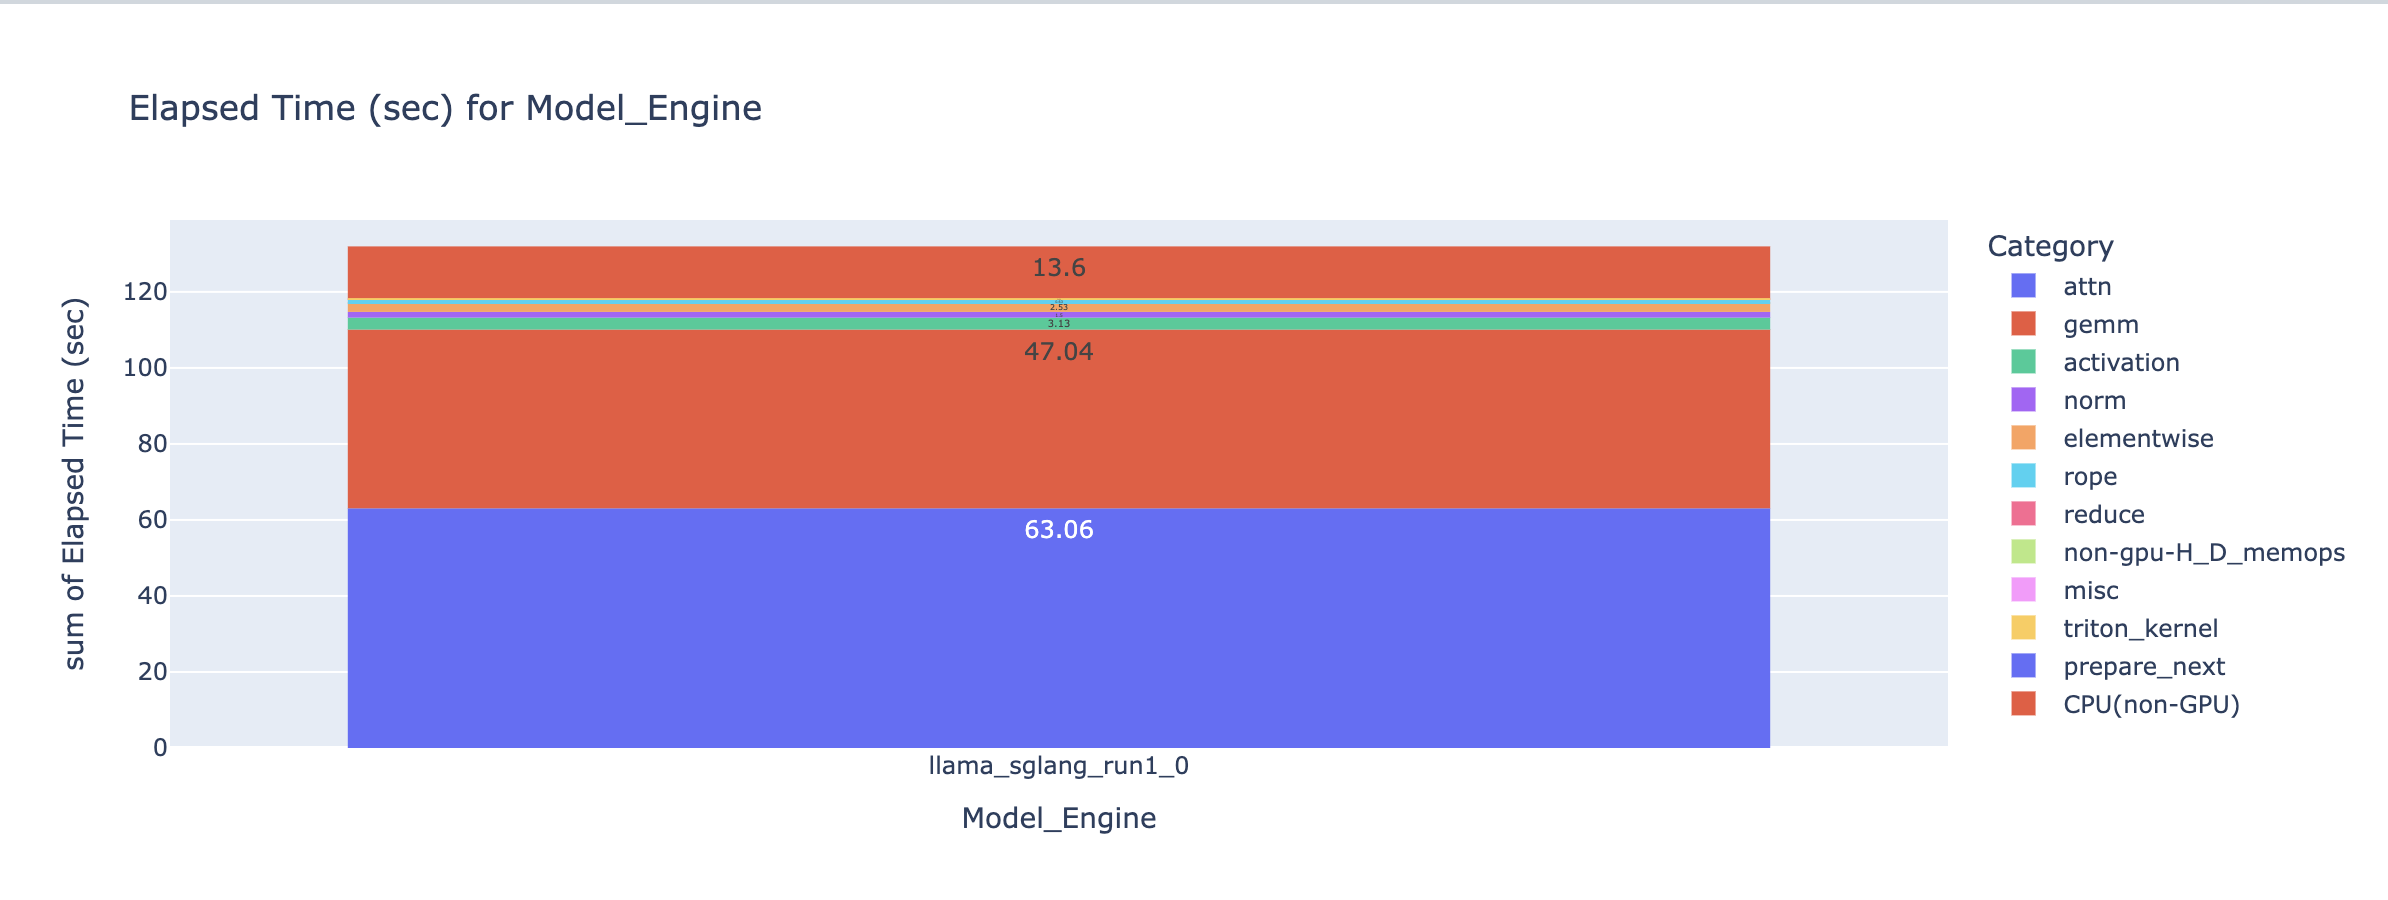 Elapsed Time (sec) for Model_Engine
sum of Elapsed Time (sec)
120
100
80
60
40
20
0
13.6
2.53
3.13
47.04
63.06
llama_sglang_run1_0
Model_Engine
Category
attn
gemm
activation
norm
elementwise
rope
reduce
non-gpu-H_D_memops
misc
triton_kernel
prepare_next
CPU(non-GPU)